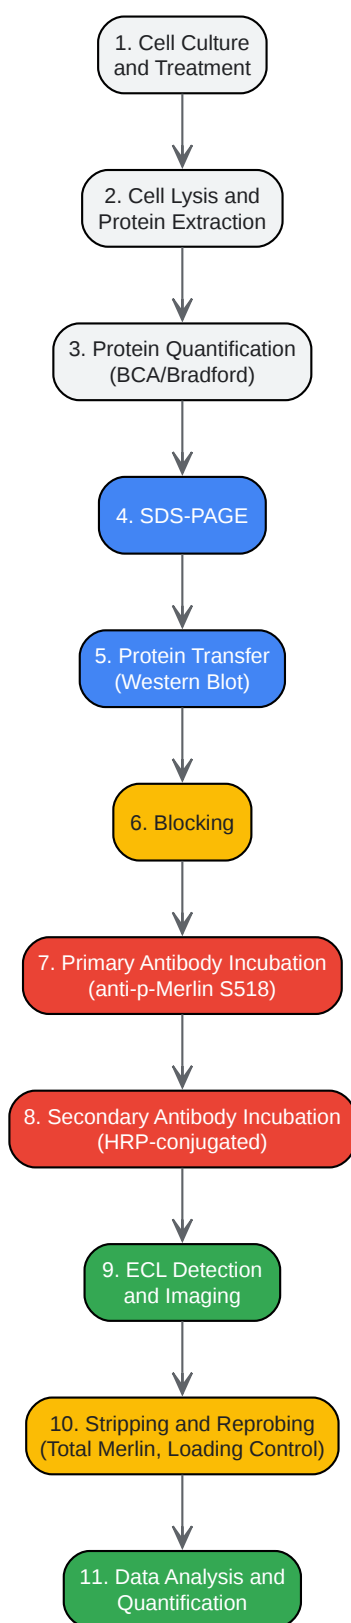 1. Cell Culture
and Treatment
2. Cell Lysis and
Protein Extraction
3. Protein Quantification
(BCA/Bradford)
4. SDS-PAGE
5. Protein Transfer
(Western Blot)
6. Blocking
7. Primary Antibody Incubation
(anti-p-Merlin S518)
8. Secondary Antibody Incubation
(HRP-conjugated)
9. ECL Detection
and Imaging
10. Stripping and Reprobing
(Total Merlin, Loading Control)
11. Data Analysis and
Quantification